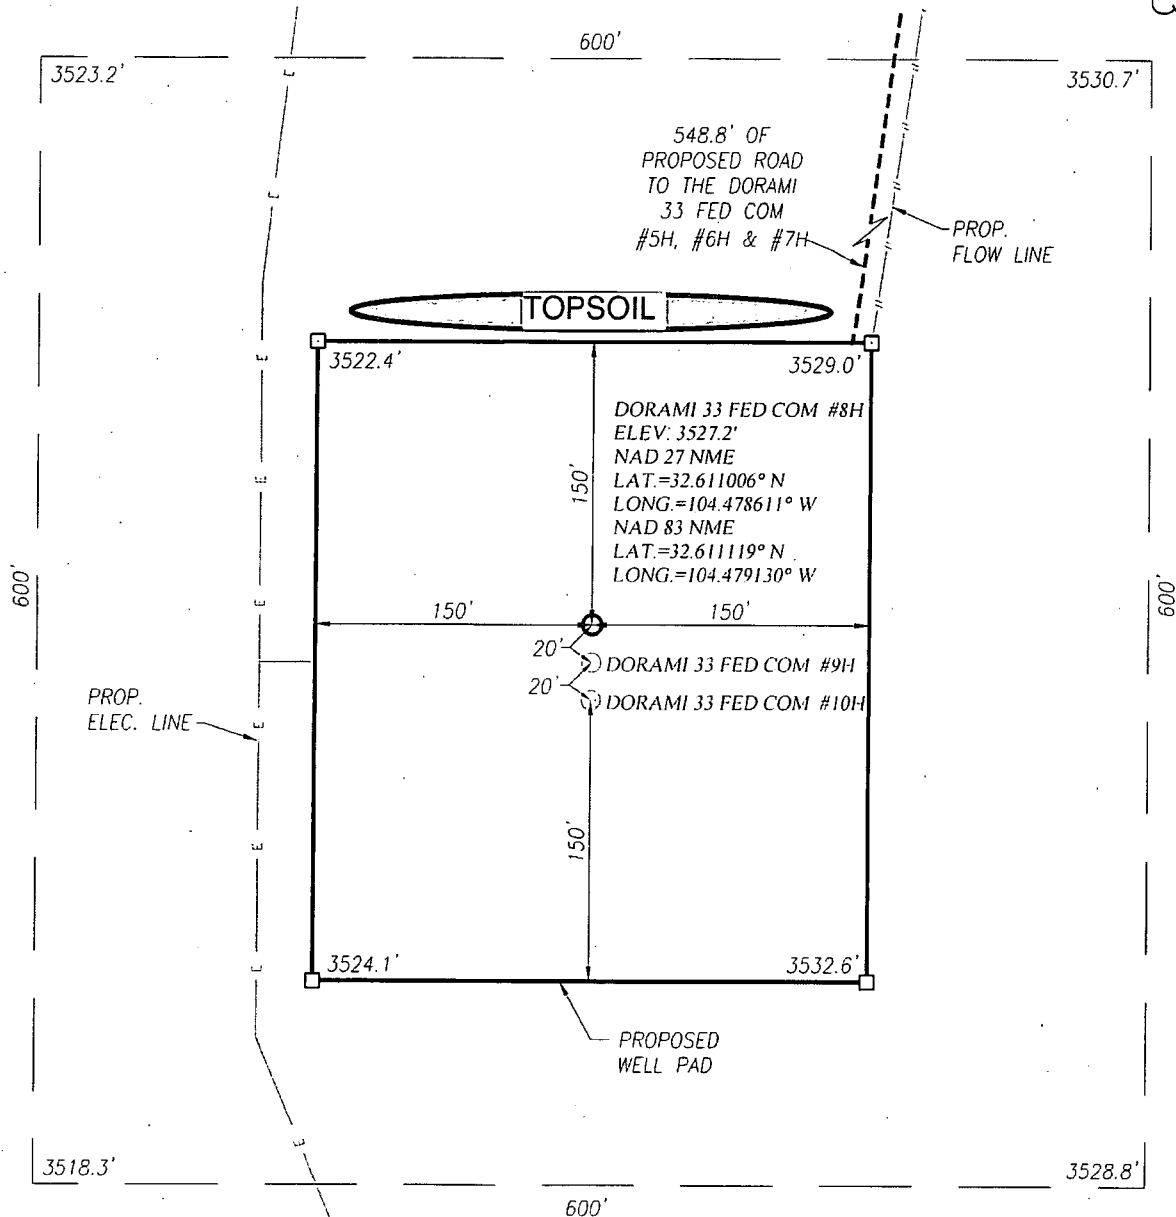 3
600'
3523.2'
3530.7'
548.8' OF
PROPOSED ROAD
TO THE DORAMI
33 FED COM
#5H, #6H & #7H
PROP.
FLOW LINE
TOPSOIL
3522.4'
3529.0'
DORAMI 33 FED COM #8H
ELEV: 3527.2'
NAD 27 NME
LAT.=32.611006° N
LONG.=104.478611° W
NAD 83 NME
LAT.=32.611119° N
LONG.=104.479130° W
150'
600'
600'
150'
150'
20'
DORAMI 33 FED COM #9H
20'
DORAMI 33 FED COM #10H
PROP.
ELEC. LINE
150'
3524.1'
3532.6'
PROPOSED
WELL PAD
3518.3'
3528.8'
600'
E
E
E
E
E
E
E
E
E
E